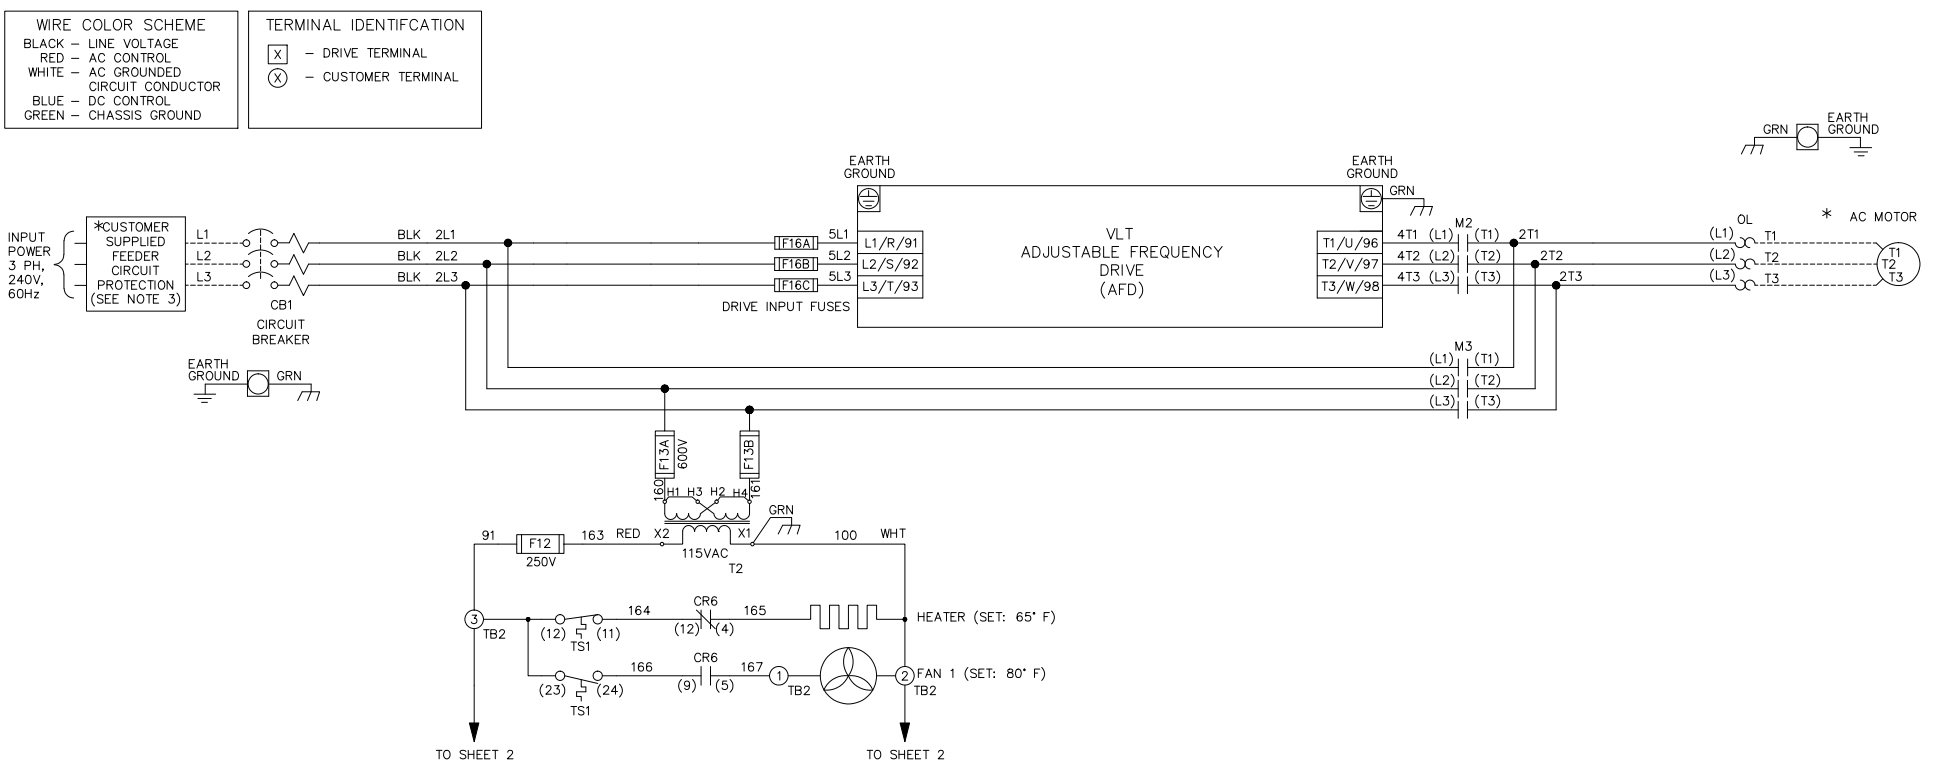 WIRE COLOR SCHEME
BLACK – LINE VOLTAGE
RED – AC CONTROL
WHITE – AC GROUNDED
CIRCUIT CONDUCTOR
BLUE – DC CONTROL
GREEN – CHASSIS GROUND
TERMINAL IDENTIFCATION
X – DRIVE TERMINAL
X – CUSTOMER TERMINAL
INPUT
POWER
3 PH,
240V,
60Hz
*CUSTOMER
SUPPLIED
FEEDER
CIRCUIT
PROTECTION
(SEE NOTE 3)
L1
L2
L3
CB1
CIRCUIT
BREAKER
EARTH
GROUND
GRN
BLK 2L1
BLK 2L2
BLK 2L3
F16A
F16B
F16C
5L1
5L2
5L3
DRIVE INPUT FUSES
EARTH
GROUND
L1/R/91
L2/S/92
L3/T/93
VLT
ADJUSTABLE FREQUENCY
DRIVE
(AFD)
EARTH
GROUND
GRN
T1/U/96
T2/V/97
T3/W/98
4T1 (L1)
4T2 (L2)
4T3 (L3)
M2
(T1) 2T1
(T2) 2T2
(T3) 2T3
M3
(L1) (T1)
(L2) (T2)
(L3) (T3)
GRN
EARTH
GROUND
OL
(L1) T1
(L2) T2
(L3) T3
* AC MOTOR
T1
T2
T3
F13A
600V
F13B
160
161
H1 H3 H2 H4
GRN
91
F12
250V
163 RED X2
X1
115VAC
T2
100 WHT
3
TB2
(12) (11)
TS1
164
CR6
(12) (4)
165
HEATER (SET: 65° F)
(23) (24)
TS1
166
CR6
(9) (5)
167
1
TB2
2
TB2
FAN 1 (SET: 80° F)
TO SHEET 2
TO SHEET 2